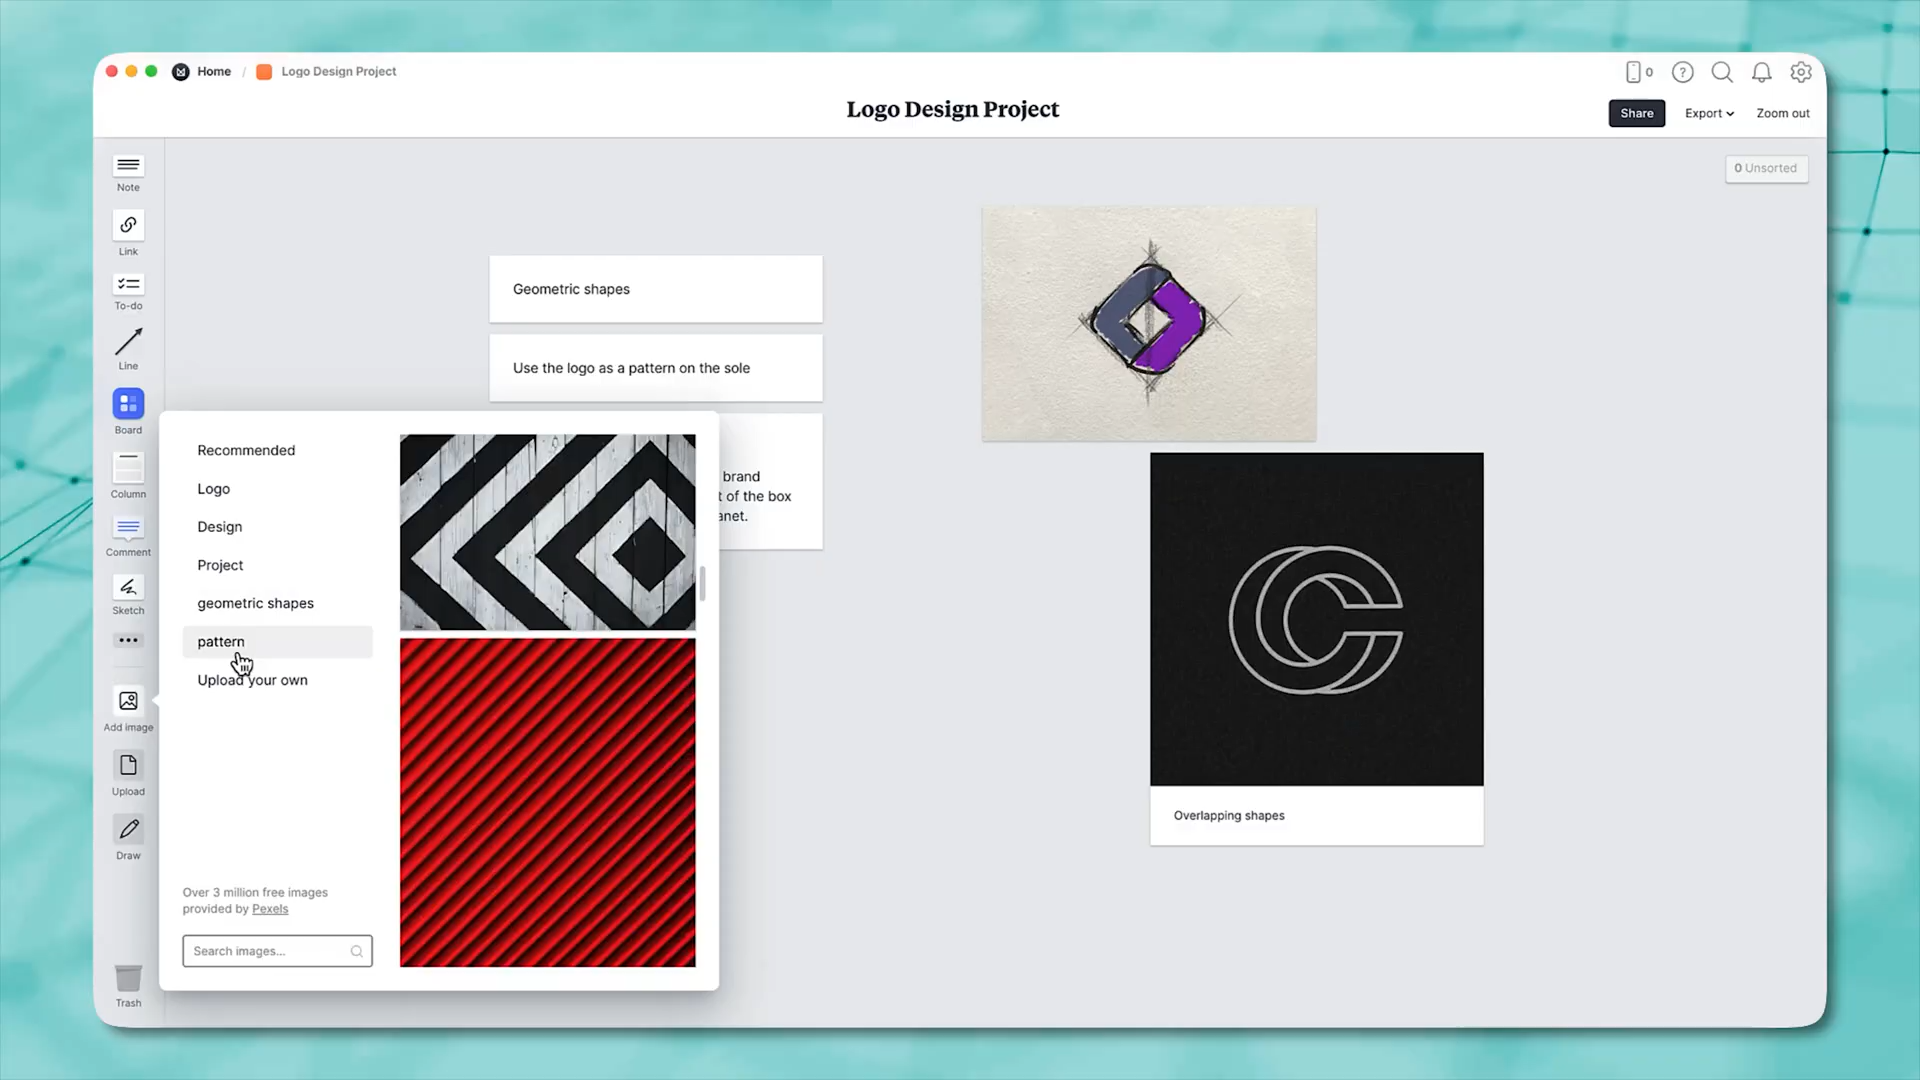 Home / Logo Design Project
0
Logo Design Project
Share
Export
Zoom out
0 Unsorted
Note
Link
To-do
Line
Board
Column
Comment
Sketch
Add image
Upload
Draw
Trash
Geometric shapes
Use the logo as a pattern on the sole
brand
t of the box
anet.
Recommended
Logo
Design
Project
geometric shapes
pattern
Upload your own
Over 3 million free images
provided by Pexels
Search images...
Overlapping shapes